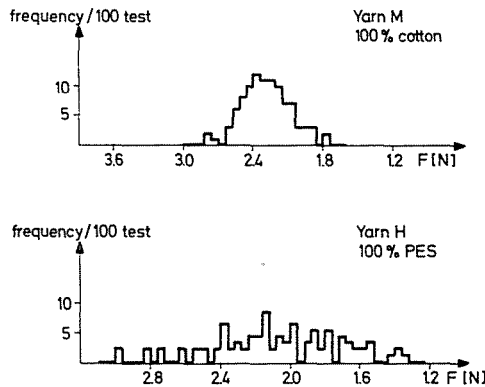 frequency/100 test
Yarn M
100% cotton
10
5
3.6 3.0 2.4 1.8 1.2 F[N]
frequency/100 test
Yarn H
100% PES
10
5
2.8 2.4 2.0 1.6 1.2 F[N]